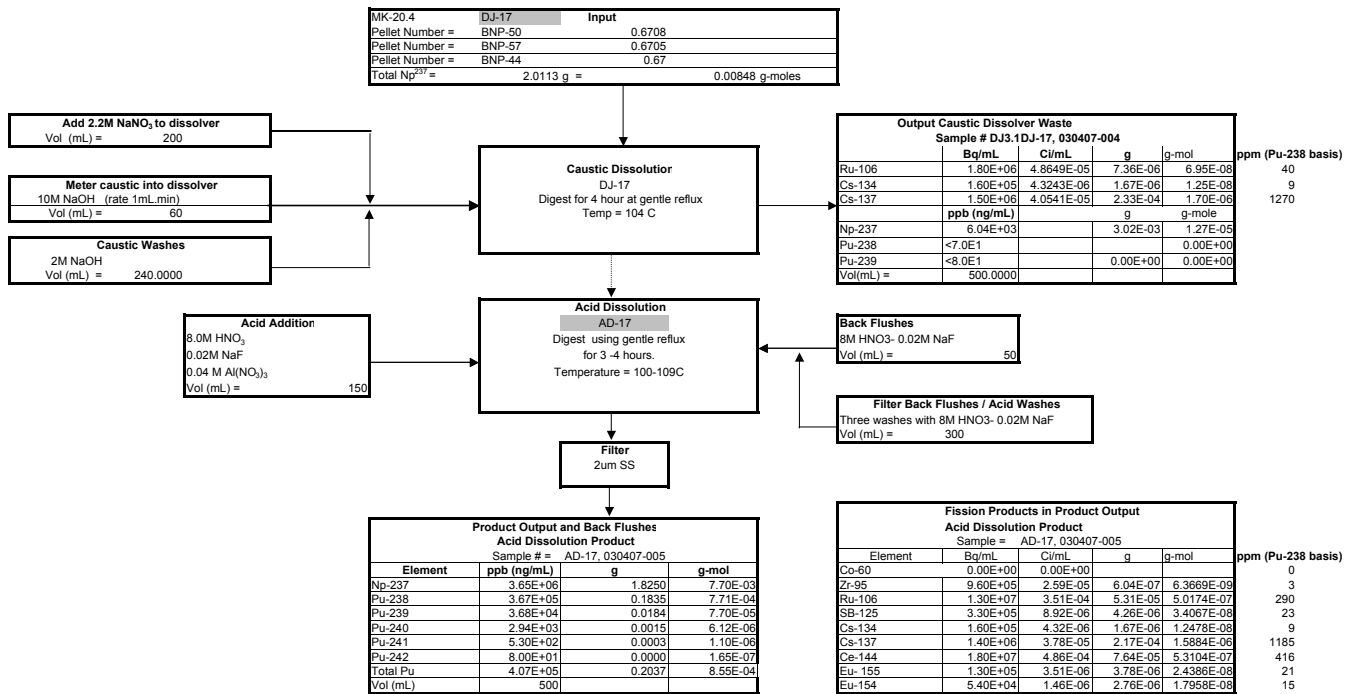 MK-20.4 DJ-17 Input
Pellet Number = BNP-50 0.6708
Pellet Number = BNP-57 0.6705
Pellet Number = BNP-44 0.67
Total Np237 = 2.0113 g = 0.00848 g-moles
Add 2.2M NaNO3 to dissolver
Vol (mL) = 200
Meter caustic into dissolver
10M NaOH (rate 1mL.min)
Vol (mL) = 60
Caustic Washes
2M NaOH
Vol (mL) = 240.0000
Caustic Dissolution
DJ-17
Digest for 4 hour at gentle reflux
Temp = 104 C
Output Caustic Dissolver Waste
Sample # DJ3.1DJ-17, 030407-004
Bq/mL Ci/mL g g-mol ppm (Pu-238 basis)
Ru-106 1.80E+06 4.8649E-05 7.36E-06 6.95E-08 40
Cs-134 1.60E+05 4.3243E-06 1.67E-06 1.25E-08 9
Cs-137 1.50E+06 4.0541E-05 2.33E-04 1.70E-06 1270
ppb (ng/mL) g g-mole
Np-237 6.04E+03 3.02E-03 1.27E-05
Pu-238 <7.0E1 0.00E+00
Pu-239 <8.0E1 0.00E+00 0.00E+00
Vol(mL) = 500.0000
Acid Addition
8.0M HNO3
0.02M NaF
0.04 M Al(NO3)3
Vol (mL) = 150
Acid Dissolution
AD-17
Digest using gentle reflux
for 3 -4 hours.
Temperature = 100-109C
Back Flushes
8M HNO3- 0.02M NaF
Vol (mL) = 50
Filter Back Flushes / Acid Washes
Three washes with 8M HNO3- 0.02M NaF
Vol (mL) = 300
Filter
2um SS
Product Output and Back Flushes
Acid Dissolution Product
Sample # = AD-17, 030407-005
Element ppb (ng/mL) g g-mol
Np-237 3.65E+06 1.8250 7.70E-03
Pu-238 3.67E+05 0.1835 7.71E-04
Pu-239 3.68E+04 0.0184 7.70E-05
Pu-240 2.94E+03 0.0015 6.12E-06
Pu-241 5.30E+02 0.0003 1.10E-06
Pu-242 8.00E+01 0.0000 1.65E-07
Total Pu 4.07E+05 0.2037 8.55E-04
Vol (mL) 500
Fission Products in Product Output
Acid Dissolution Product
Sample = AD-17, 030407-005
Element Bq/mL Ci/mL g g-mol ppm (Pu-238 basis)
Co-60 0.00E+00 0.00E+00 0
Zr-95 9.60E+05 2.59E-05 6.04E-07 6.3669E-09 3
Ru-106 1.30E+07 3.51E-04 5.31E-05 5.0174E-07 290
SB-125 3.30E+05 8.92E-06 4.26E-06 3.4067E-08 23
Cs-134 1.60E+05 4.32E-06 1.67E-06 1.2478E-08 9
Cs-137 1.40E+06 3.78E-05 2.17E-04 1.5884E-06 1185
Ce-144 1.80E+07 4.86E-04 7.64E-05 5.3104E-07 416
Eu- 155 1.30E+05 3.51E-06 3.78E-06 2.4386E-08 21
Eu-154 5.40E+04 1.46E-06 2.76E-06 1.7958E-08 15